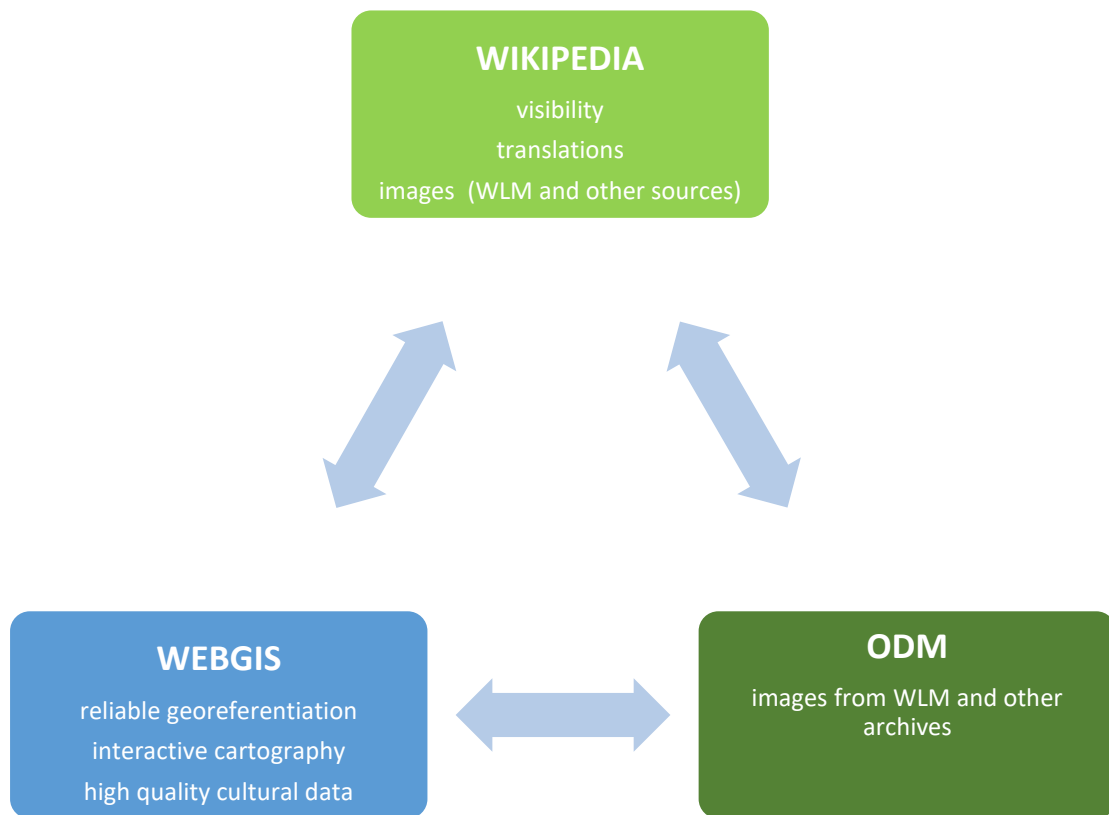 WIKIPEDIA
visibility
translations
images (WLM and other sources)
WEBGIS
reliable georeferentiation
interactive cartography
high quality cultural data
ODM
images from WLM and other
archives